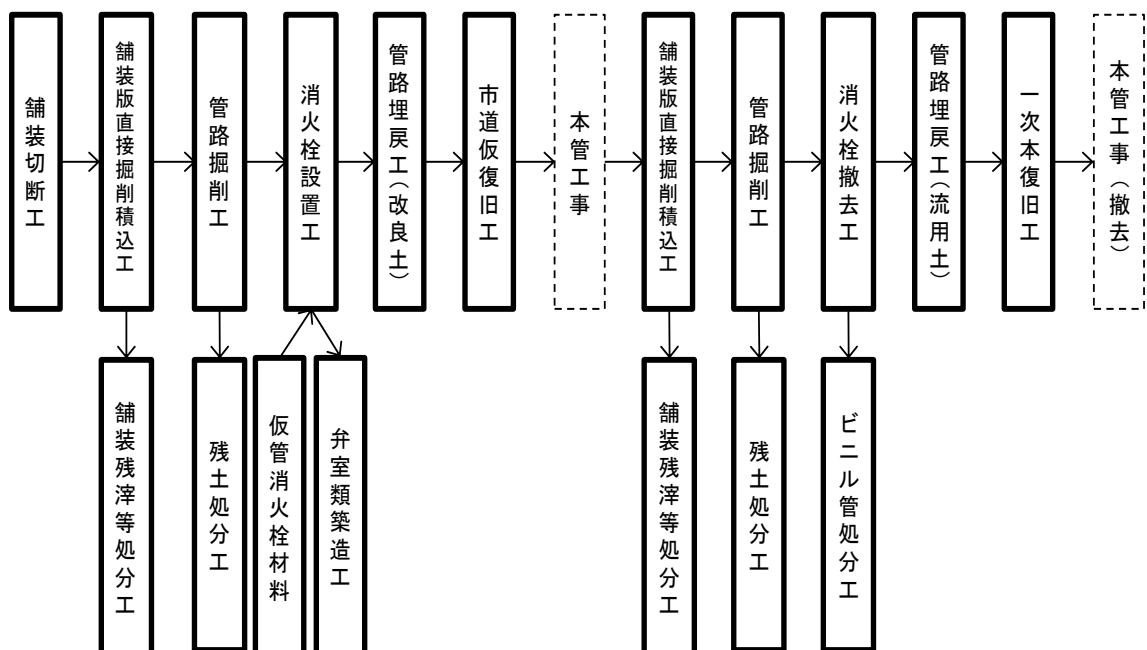 舗装切断工
舗装版直接掘削積込工
管路掘削工
消火栓設置工
管路埋戻工（改良土）
市道仮復旧工
本管工事
舗装版直接掘削積込工
管路掘削工
消火栓撤去工
管路埋戻工（流用土）
一次本復旧工
本管工事（撤去）
舗装残滓等処分工
残土処分工
仮管消火栓材料
弁室類築造工
舗装残滓等処分工
残土処分工
ビニル管処分工